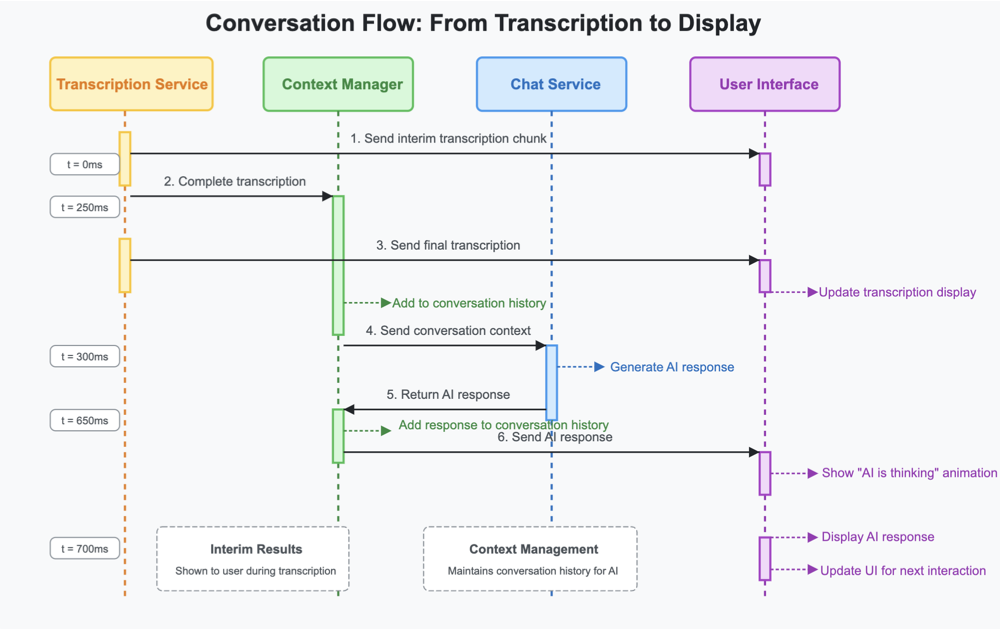 Conversation Flow: From Transcription to Display
Transcription Service
Context Manager
Chat Service
User Interface
1. Send interim transcription chunk
t = 0ms
2. Complete transcription
t = 250ms
3. Send final transcription
Update transcription display
Add to conversation history
4. Send conversation context
t = 300ms
Generate AI response
5. Return AI response
t = 650ms
Add response to conversation history
6. Send AI response
Show "AI is thinking" animation
Display AI response
t = 700ms
Interim Results
Shown to user during transcription
Context Management
Maintains conversation history for AI
Update UI for next interaction